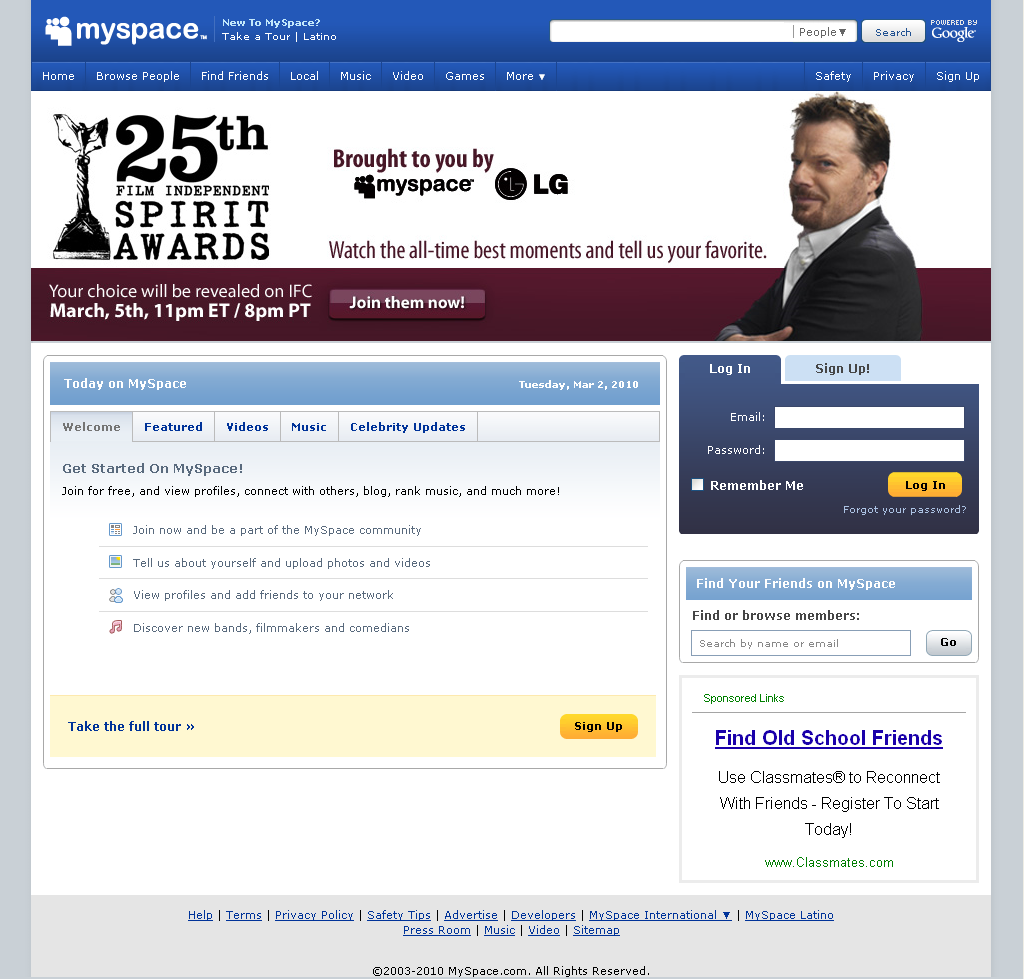 myspace™
New To MySpace?
Take a Tour | Latino
People▼
Search
POWERED BY
Google™
Home
Browse People
Find Friends
Local
Music
Video
Games
More ▼
Safety
Privacy
Sign Up
25th
FILM INDEPENDENT
SPIRIT
AWARDS
Brought to you by
myspace
LG
Watch the all-time best moments and tell us your favorite.
Your choice will be revealed on IFC
March, 5th, 11pm ET / 8pm PT
Join them now!
Today on MySpace
Tuesday, Mar 2, 2010
Welcome
Featured
Videos
Music
Celebrity Updates
Get Started On MySpace!
Join for free, and view profiles, connect with others, blog, rank music, and much more!
Join now and be a part of the MySpace community
Tell us about yourself and upload photos and videos
View profiles and add friends to your network
Discover new bands, filmmakers and comedians
Take the full tour »
Sign Up
Log In
Sign Up!
Email:
Password:
Remember Me
Log In
Forgot your password?
Find Your Friends on MySpace
Find or browse members:
Search by name or email
Go
Sponsored Links
Find Old School Friends
Use Classmates® to Reconnect
With Friends - Register To Start
Today!
www.Classmates.com
Help | Terms | Privacy Policy | Safety Tips | Advertise | Developers | MySpace International ▼ | MySpace Latino
Press Room | Music | Video | Sitemap
©2003-2010 MySpace.com. All Rights Reserved.